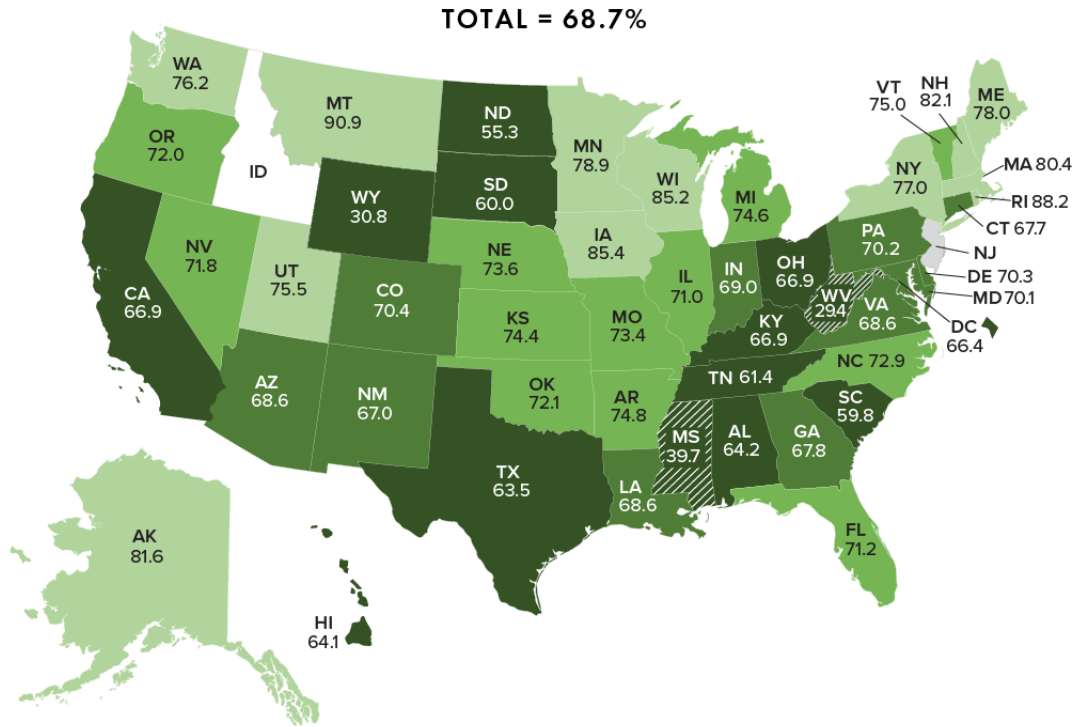 TOTAL = 68.7%
WA
76.2
MT
90.9
ND
55.3
MN
78.9
VT
75.0
NH
82.1
ME
78.0
OR
72.0
ID
WY
30.8
SD
60.0
WI
85.2
MI
74.6
NY
77.0
MA 80.4
RI 88.2
CT 67.7
NJ
DE 70.3
MD 70.1
DC
66.4
NV
71.8
UT
75.5
CO
70.4
NE
73.6
IA
85.4
IL
71.0
IN
69.0
OH
66.9
PA
70.2
WV
29.4
VA
68.6
CA
66.9
KS
74.4
MO
73.4
KY
66.9
NC 72.9
TN 61.4
SC
59.8
AZ
68.6
NM
67.0
OK
72.1
AR
74.8
MS
39.7
AL
64.2
GA
67.8
TX
63.5
LA
68.6
FL
71.2
AK
81.6
HI
64.1